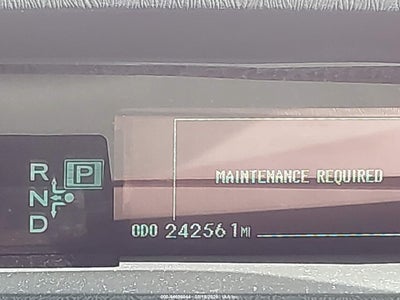 R P
MAINTENANCE REQUIRED
N
D
ODO 242561 MI